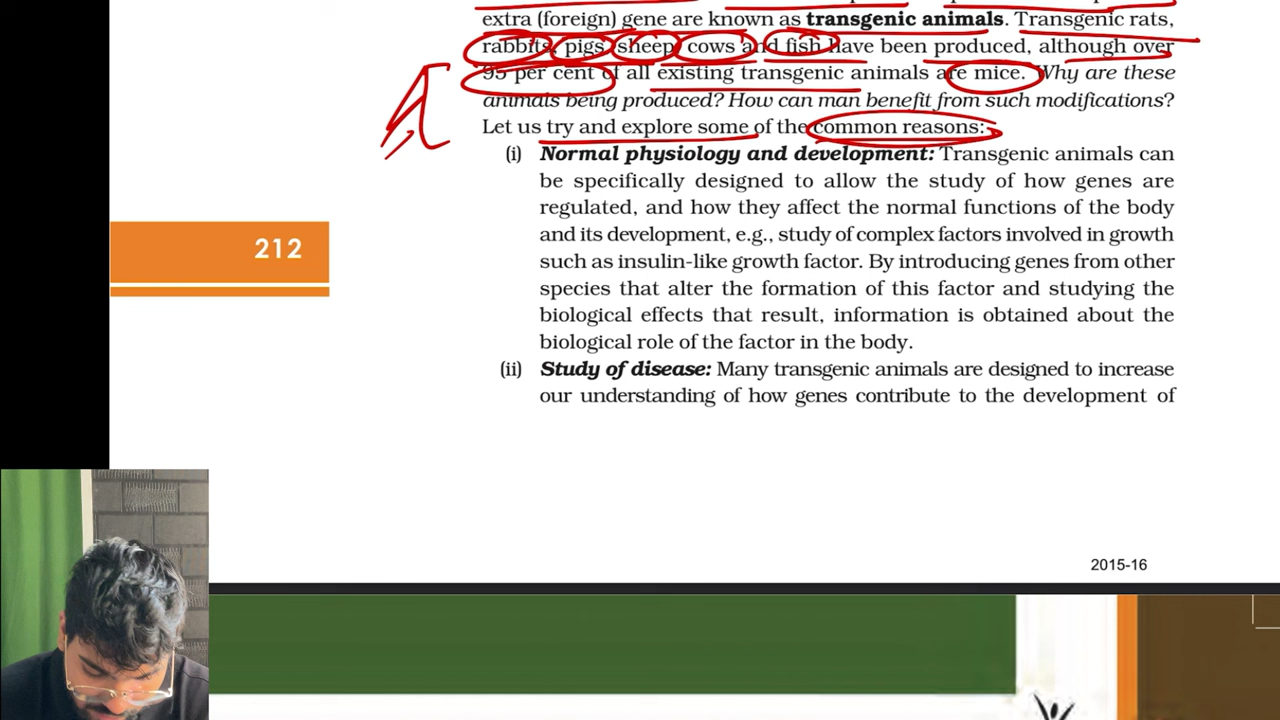 extra (foreign) gene are known as transgenic animals. Transgenic rats,
rabbits, pigs, sheep, cows and fish have been produced, although over
95 per cent of all existing transgenic animals are mice. Why are these
animals being produced? How can man benefit from such modifications?
Let us try and explore some of the common reasons:
(i) Normal physiology and development: Transgenic animals can
be specifically designed to allow the study of how genes are
regulated, and how they affect the normal functions of the body
and its development, e.g., study of complex factors involved in growth
such as insulin-like growth factor. By introducing genes from other
species that alter the formation of this factor and studying the
biological effects that result, information is obtained about the
biological role of the factor in the body.
212
(ii) Study of disease: Many transgenic animals are designed to increase
our understanding of how genes contribute to the development of
2015-16